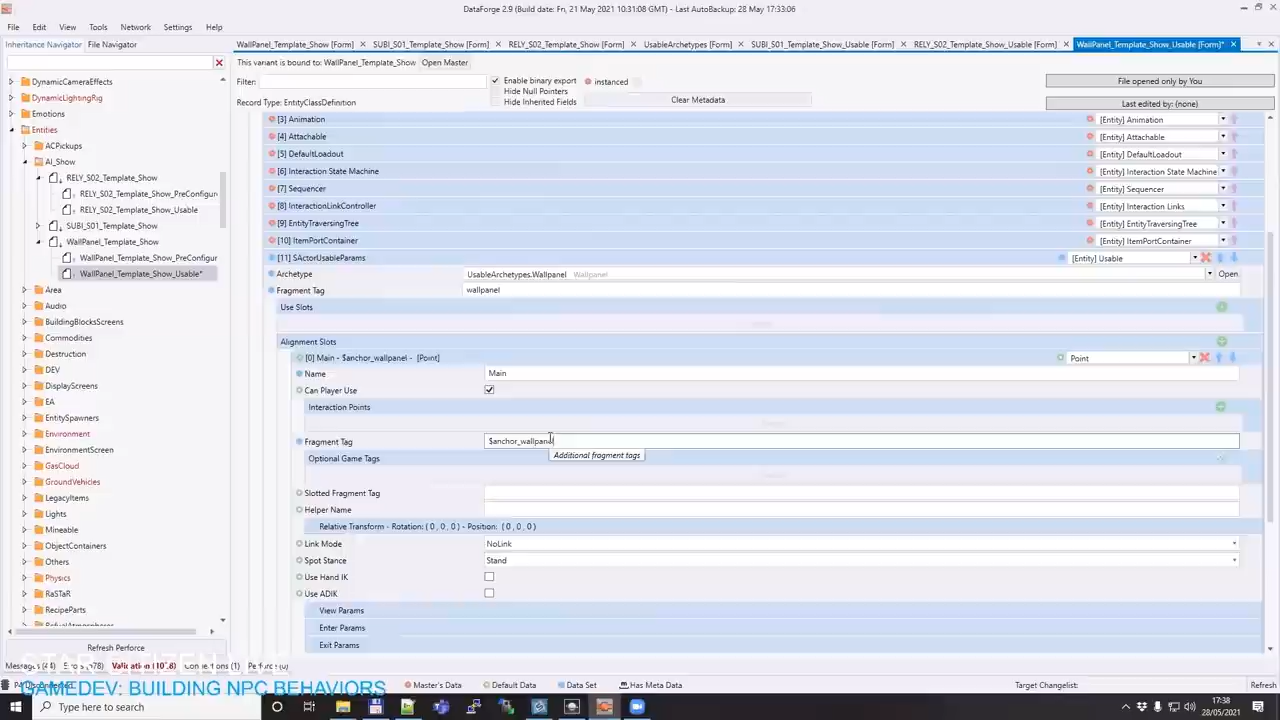 DataForge 2.9 (Build date: Fri, 21 May 2021 10:31:08 GMT) - Last AutoBackup: 28 May 17:33:06
File Edit View Tools Network Settings Help
Inheritance Navigator File Navigator
WallPanel_Template_Show [Form] SUBI_S01_Template_Show [Form] RELY_S02_Template_Show [Form] UsableArchetypes [Form] SUBI_S01_Template_Show_Usable [Form] RELY_S02_Template_Show_Usable [Form] WallPanel_Template_Show_Usable [Form]*
This variant is bound to: WallPanel_Template_Show Open Master
Filter:
Enable binary export
Hide Null Pointers
Hide Inherited Fields
instanced
Clear Metadata
File opened only by You
Last edited by: (none)
Record Type: EntityClassDefinition
DynamicCameraEffects
DynamicLightingRig
Emotions
Entities
ACPickups
AI_Show
RELY_S02_Template_Show
RELY_S02_Template_Show_PreConfigur
RELY_S02_Template_Show_Usable
SUBI_S01_Template_Show
WallPanel_Template_Show
WallPanel_Template_Show_PreConfigur
WallPanel_Template_Show_Usable*
Area
Audio
BuildingBlocksScreens
Commodities
Destruction
DEV
DisplayScreens
EA
EntitySpawners
Environment
EnvironmentScreen
GasCloud
GroundVehicles
LegacyItems
Lights
Mineable
ObjectContainers
Others
Physics
RaSTaR
RecipeParts
Refresh Perforce
[3] Animation [Entity] Animation
[4] Attachable [Entity] Attachable
[5] DefaultLoadout [Entity] DefaultLoadout
[6] Interaction State Machine [Entity] Interaction State Machine
[7] Sequencer [Entity] Sequencer
[8] InteractionLinkController [Entity] Interaction Links
[9] EntityTraversingTree [Entity] EntityTraversingTree
[10] ItemPortContainer [Entity] ItemPortContainer
[11] SActorUsableParams [Entity] Usable
Archetype UsableArchetypes.Wallpanel Wallpanel Open
Fragment Tag wallpanel
Use Slots
Alignment Slots
[0] Main - $anchor_wallpanel - [Point] Point
Name Main
Can Player Use
Interaction Points
Fragment Tag $anchor_wallpanel
Additional fragment tags
Optional Game Tags
Slotted Fragment Tag
Helper Name
Relative Transform - Rotation: ( 0 , 0 , 0 ) - Position: ( 0 , 0 , 0 )
Link Mode NoLink
Spot Stance Stand
Use Hand IK
Use ADIK
View Params
Enter Params
Exit Params
GAMEDEV: BUILDING NPC BEHAVIORS
Master's Data Default Data Data Set Has Meta Data Target Changelist: Refresh
Type here to search
17:38
28/05/2021